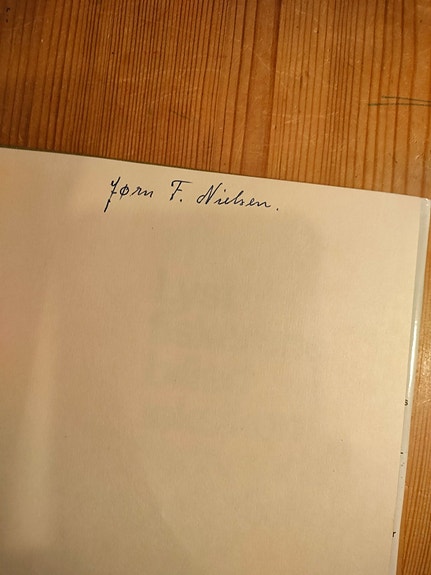 Jørn F. Nielsen.
s
r